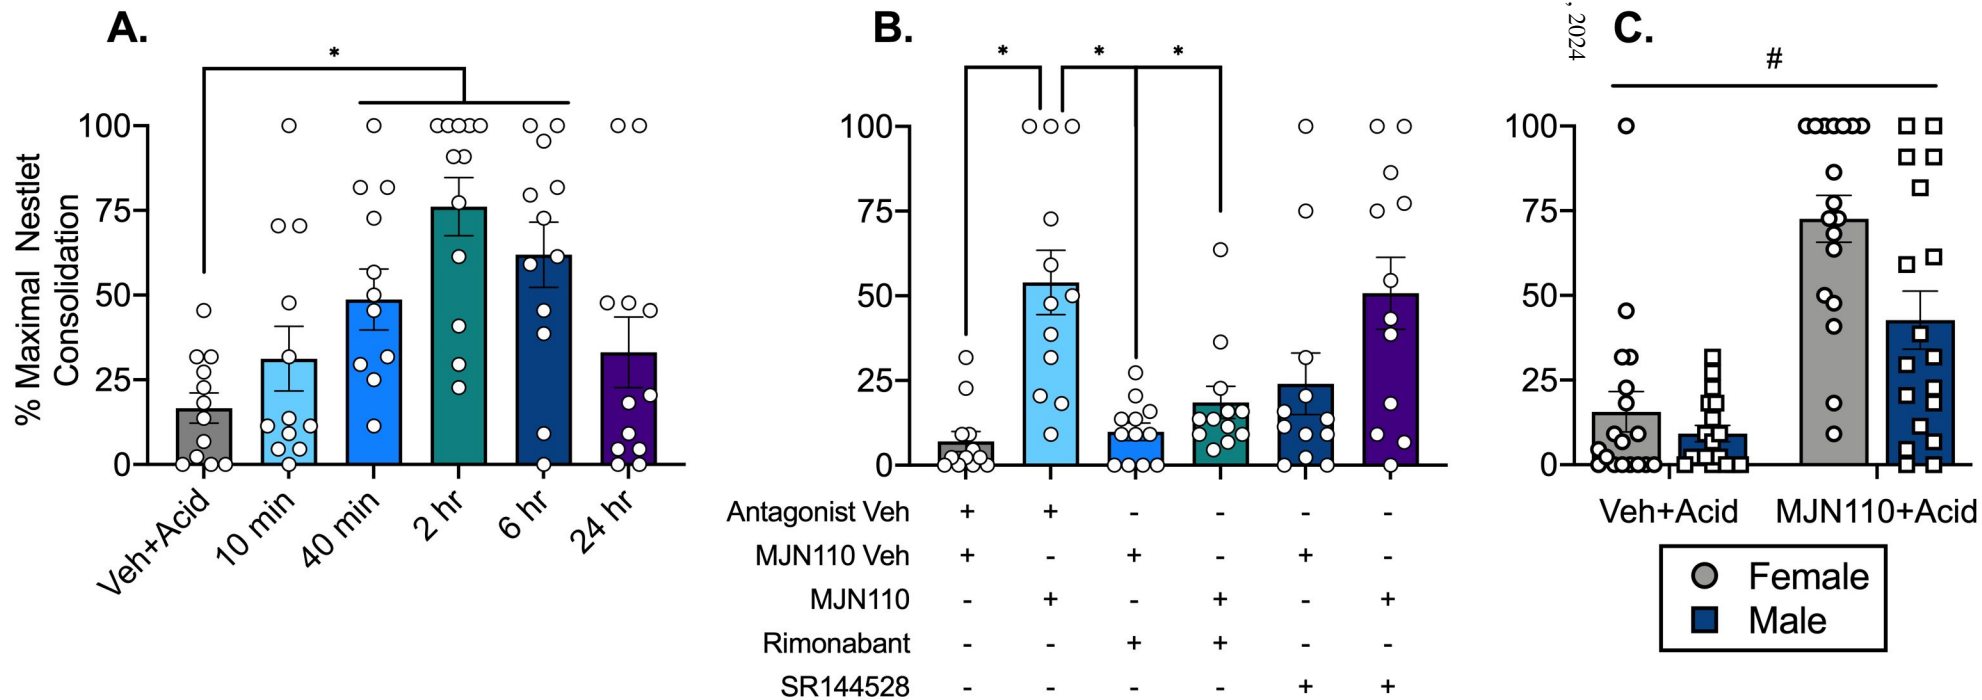 A.
B.
C.
, 2024
*
*
*
*
#
% Maximal Nestlet
Consolidation
100
75
50
25
0
Veh+Acid
10 min
40 min
2 hr
6 hr
24 hr
100
75
50
25
0
Antagonist Veh + + - - - -
MJN110 Veh + - + - + -
MJN110 - + - + - +
Rimonabant - - + + - -
SR144528 - - - - + +
100
75
50
25
0
Veh+Acid
MJN110+Acid
Female
Male